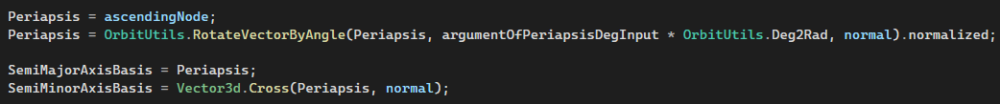 Periapsis = ascendingNode;
Periapsis = OrbitUtils.RotateVectorByAngle(Periapsis, argumentOfPeriapsisDegInput * OrbitUtils.Deg2Rad, normal).normalized;
SemiMajorAxisBasis = Periapsis;
SemiMinorAxisBasis = Vector3d.Cross(Periapsis, normal);